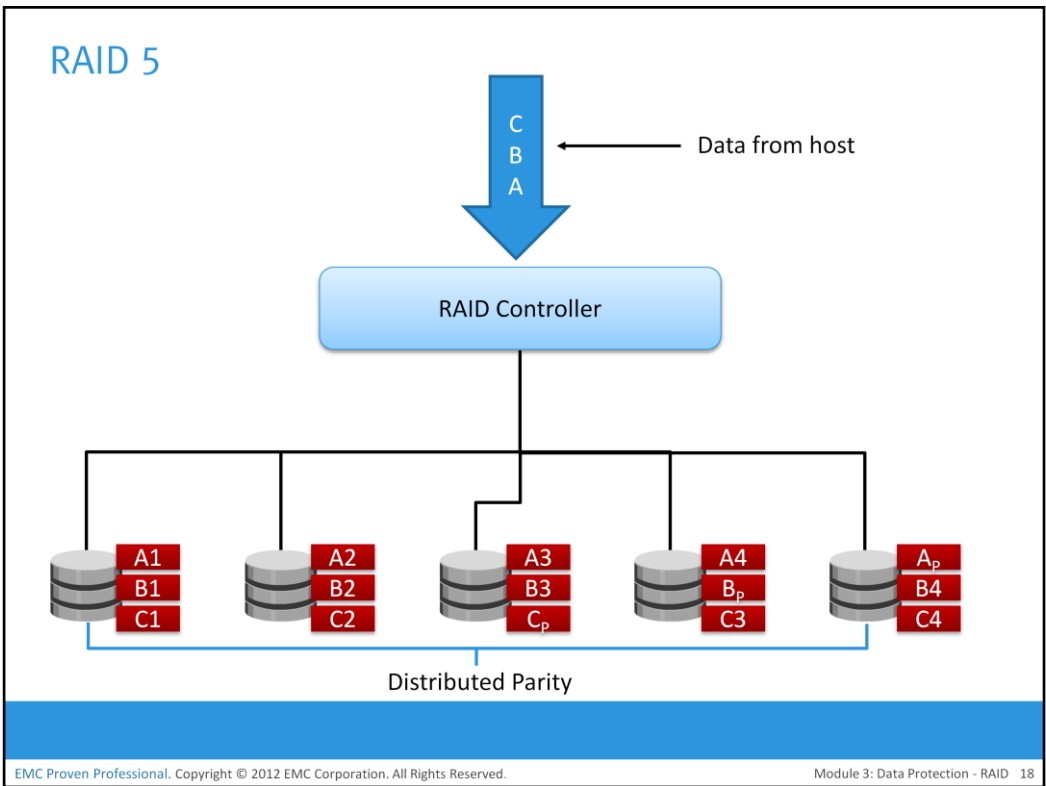 RAID 5
C
B
A
Data from host
RAID Controller
A1 A2 A3 A4 Aₚ
B1 B2 B3 Bₚ B4
C1 C2 Cₚ C3 C4
Distributed Parity
EMC Proven Professional. Copyright © 2012 EMC Corporation. All Rights Reserved. Module 3: Data Protection - RAID 18